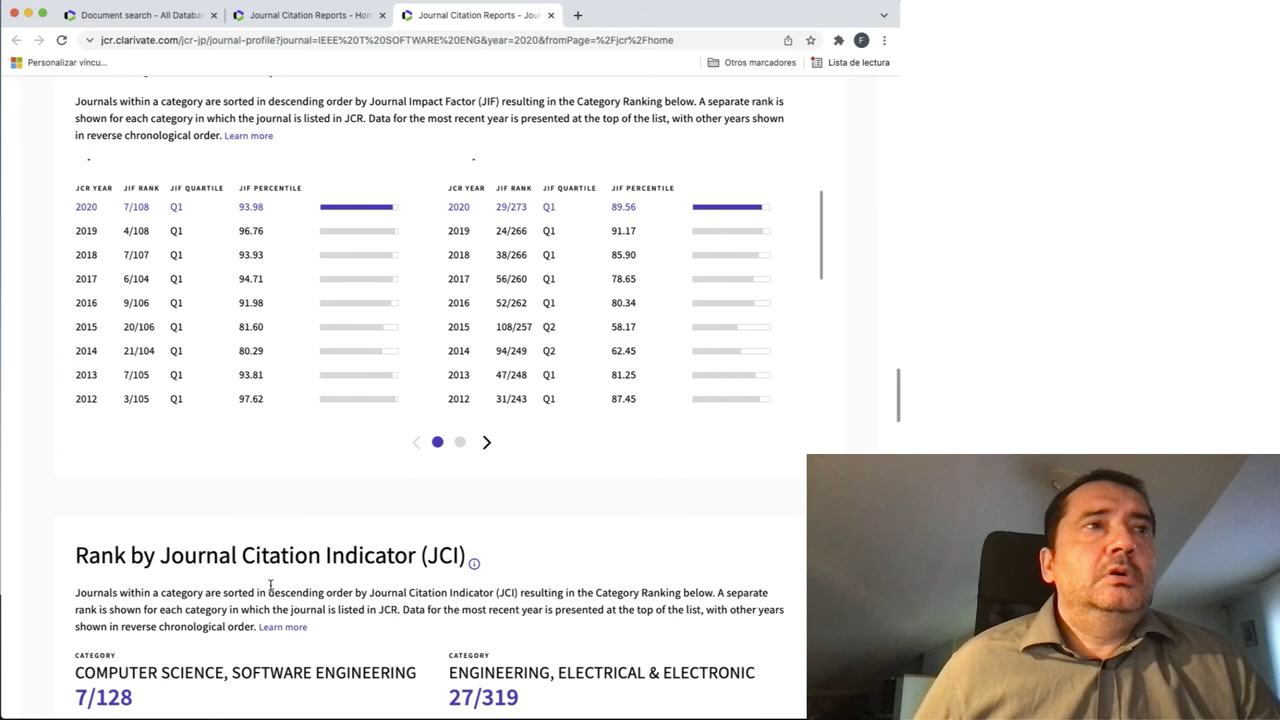 Document search - All Databa
Journal Citation Reports - Hom
Journal Citation Reports - Jou
jcr.clarivate.com/jcr-jp/journal-profile?journal=IEEE%20T%20SOFTWARE%20ENG&year=2020&fromPage=%2Fjcr%2Fhome
F
Personalizar víncu...
Otros marcadores
Lista de lectura
Journals within a category are sorted in descending order by Journal Impact Factor (JIF) resulting in the Category Ranking below. A separate rank is
shown for each category in which the journal is listed in JCR. Data for the most recent year is presented at the top of the list, with other years shown
in reverse chronological order. Learn more
JCR YEAR JIF RANK JIF QUARTILE JIF PERCENTILE JCR YEAR JIF RANK JIF QUARTILE JIF PERCENTILE
2020 7/108 Q1 93.98 2020 29/273 Q1 89.56
2019 4/108 Q1 96.76 2019 24/266 Q1 91.17
2018 7/107 Q1 93.93 2018 38/266 Q1 85.90
2017 6/104 Q1 94.71 2017 56/260 Q1 78.65
2016 9/106 Q1 91.98 2016 52/262 Q1 80.34
2015 20/106 Q1 81.60 2015 108/257 Q2 58.17
2014 21/104 Q1 80.29 2014 94/249 Q2 62.45
2013 7/105 Q1 93.81 2013 47/248 Q1 81.25
2012 3/105 Q1 97.62 2012 31/243 Q1 87.45
Rank by Journal Citation Indicator (JCI)
Journals within a category are sorted in descending order by Journal Citation Indicator (JCI) resulting in the Category Ranking below. A separate
rank is shown for each category in which the journal is listed in JCR. Data for the most recent year is presented at the top of the list, with other years
shown in reverse chronological order. Learn more
CATEGORY
COMPUTER SCIENCE, SOFTWARE ENGINEERING
7/128
CATEGORY
ENGINEERING, ELECTRICAL & ELECTRONIC
27/319